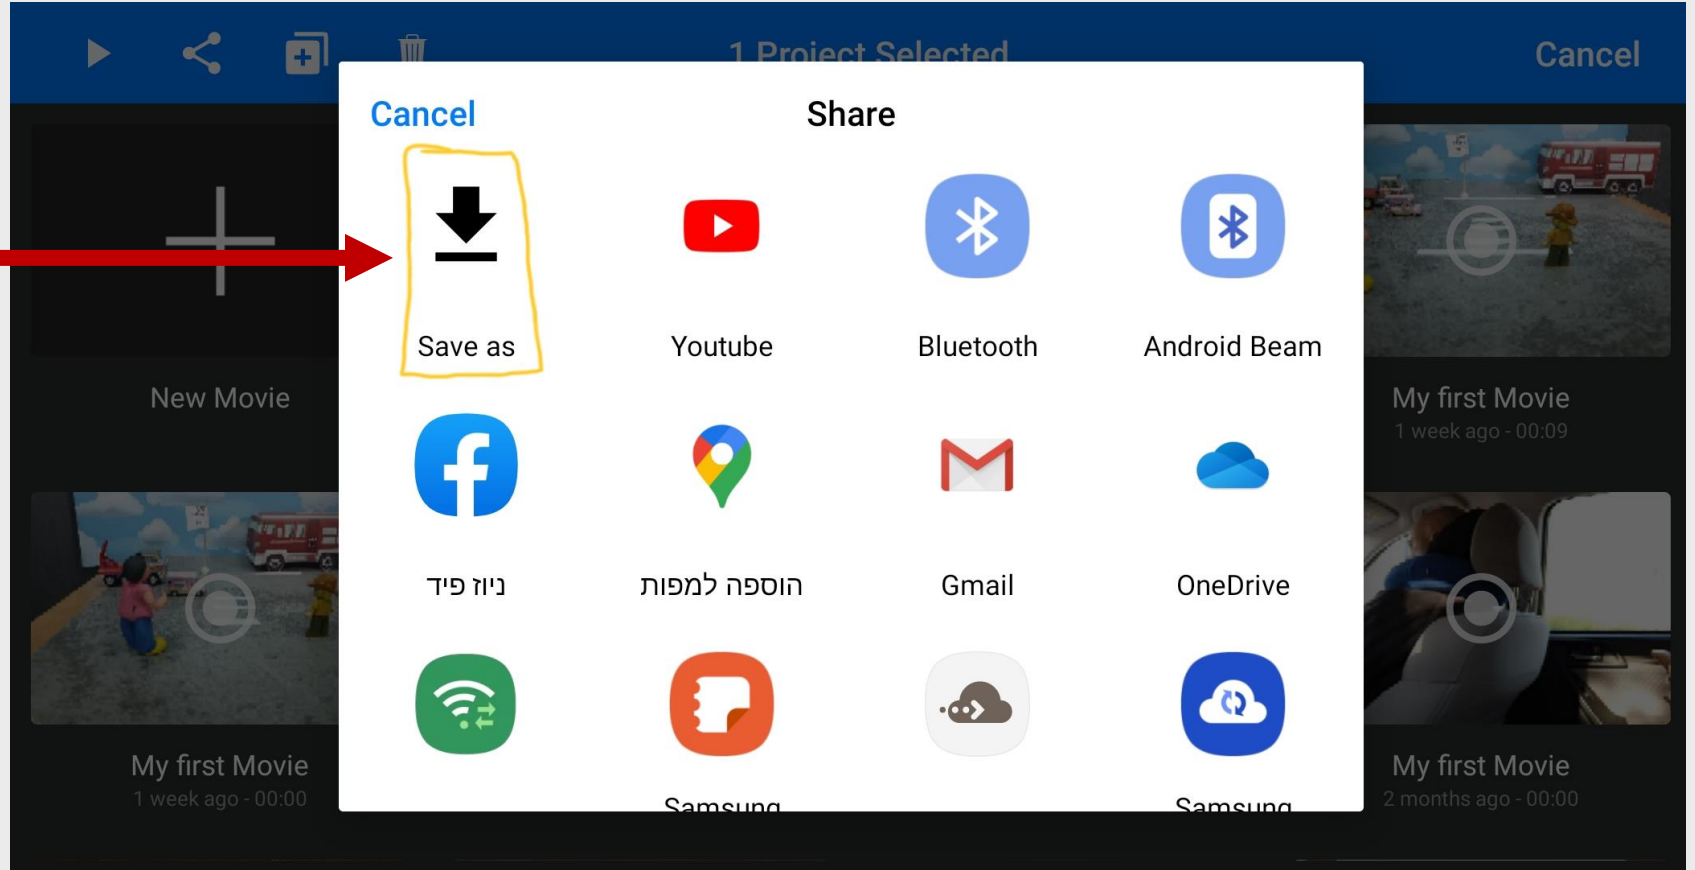 1 Project Selected
Cancel
Cancel
Share
Save as
Youtube
Bluetooth
Android Beam
New Movie
My first Movie
1 week ago - 00:09
ניוז פיד
הוספה למפות
Gmail
OneDrive
My first Movie
1 week ago - 00:00
Samsung
Samsung
My first Movie
2 months ago - 00:00